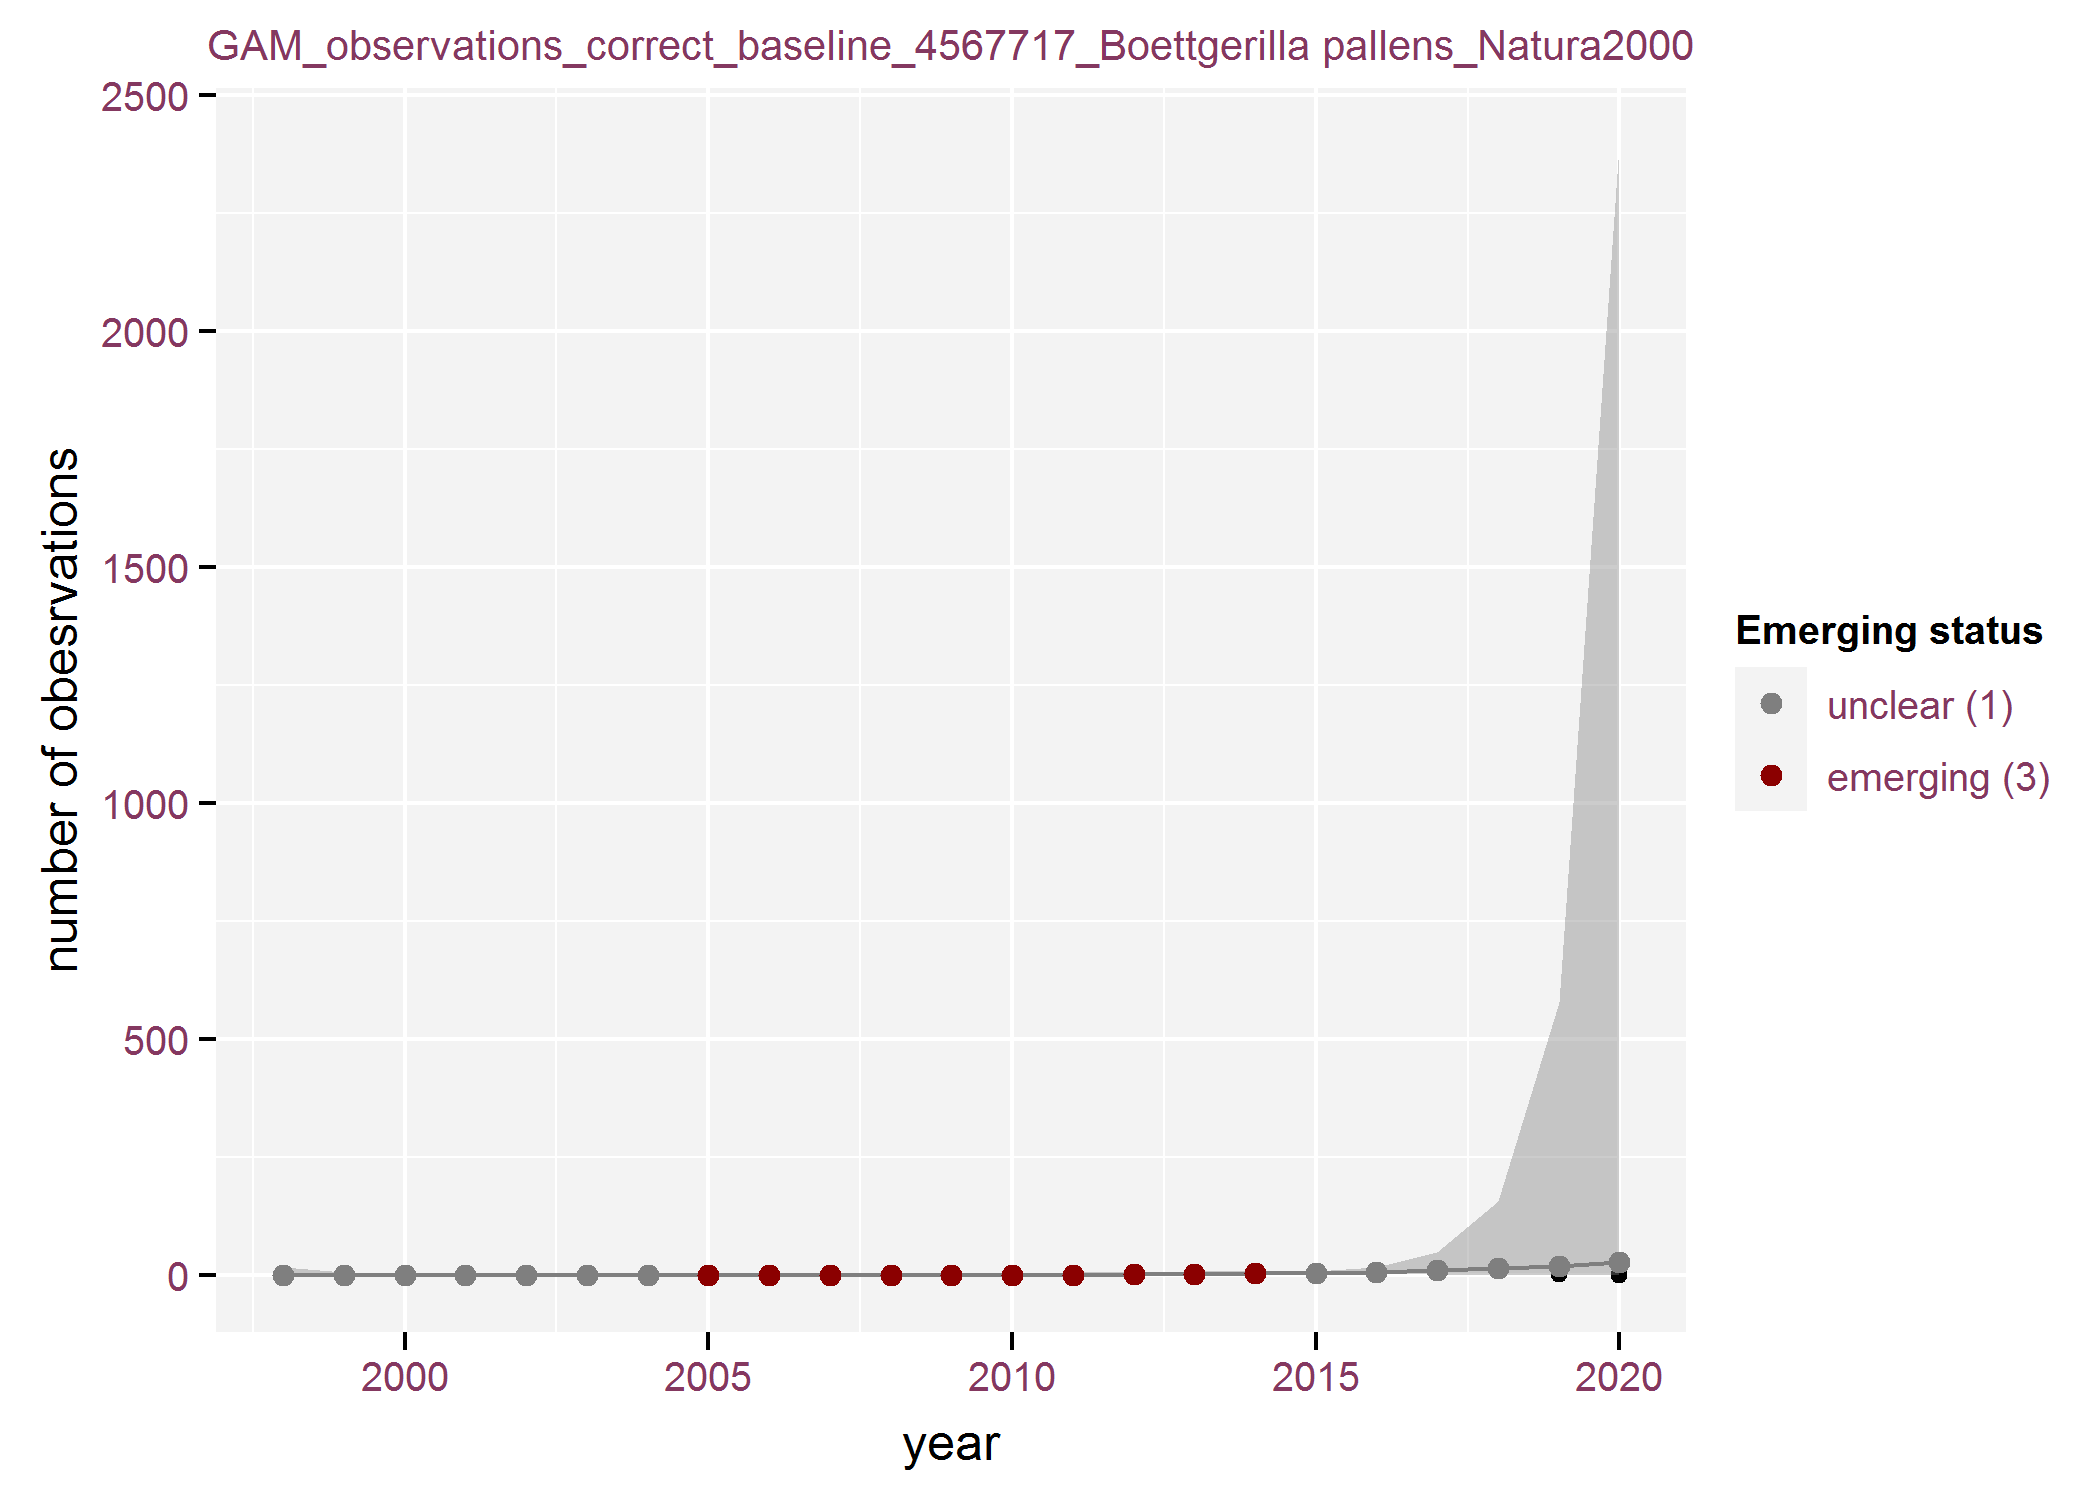 GAM_observations_correct_baseline_4567717_Boettgerilla pallens_Natura2000
2500
2000
1500
1000
500
0
number of obesrvations
2000
2005
2010
2015
2020
year
Emerging status
unclear (1)
emerging (3)